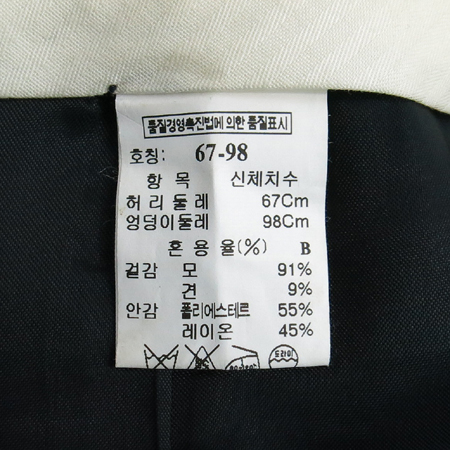 품질경영촉진법에 의한 품질표시
호칭: 67-98
항 목 신체치수
허리둘레 67Cm
엉덩이둘레 98Cm
혼용율(%) B
겉감 모 91%
견 9%
안감 폴리에스테르 55%
레이온 45%
드라이